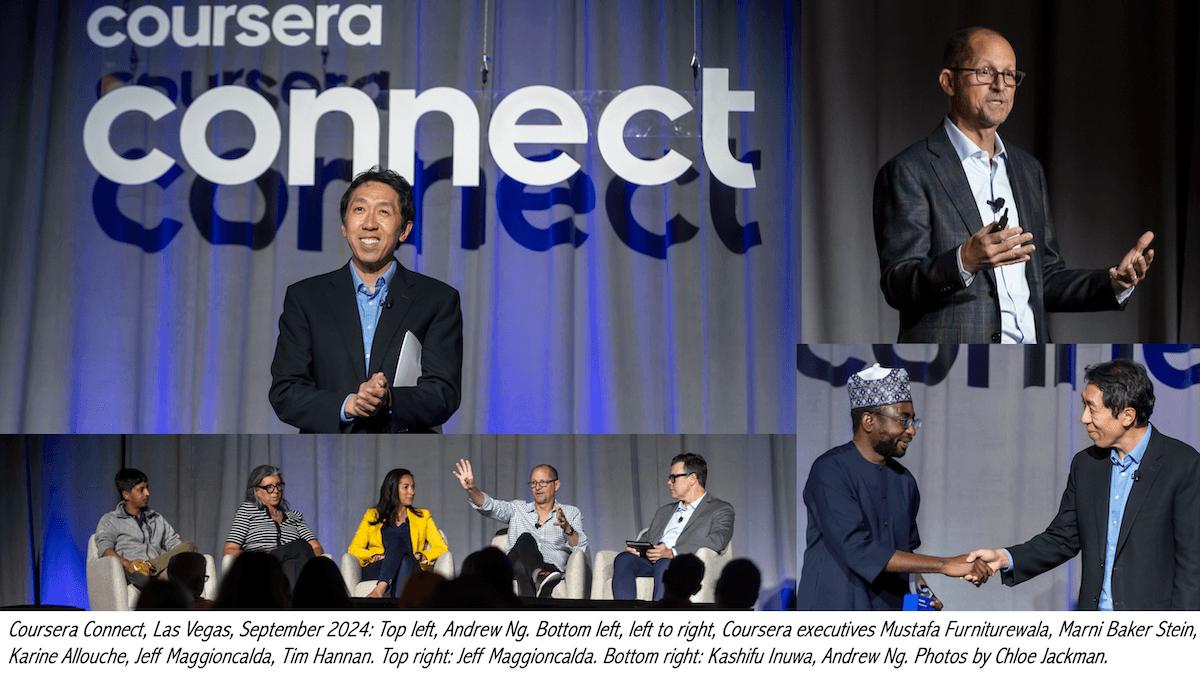 coursera
connect
Coursera Connect, Las Vegas, September 2024: Top left, Andrew Ng. Bottom left, left to right, Coursera executives Mustafa Furniturewala, Marni Baker Stein,
Karine Allouche, Jeff Maggioncalda, Tim Hannan. Top right: Jeff Maggioncalda. Bottom right: Kashifu Inuwa, Andrew Ng. Photos by Chloe Jackman.